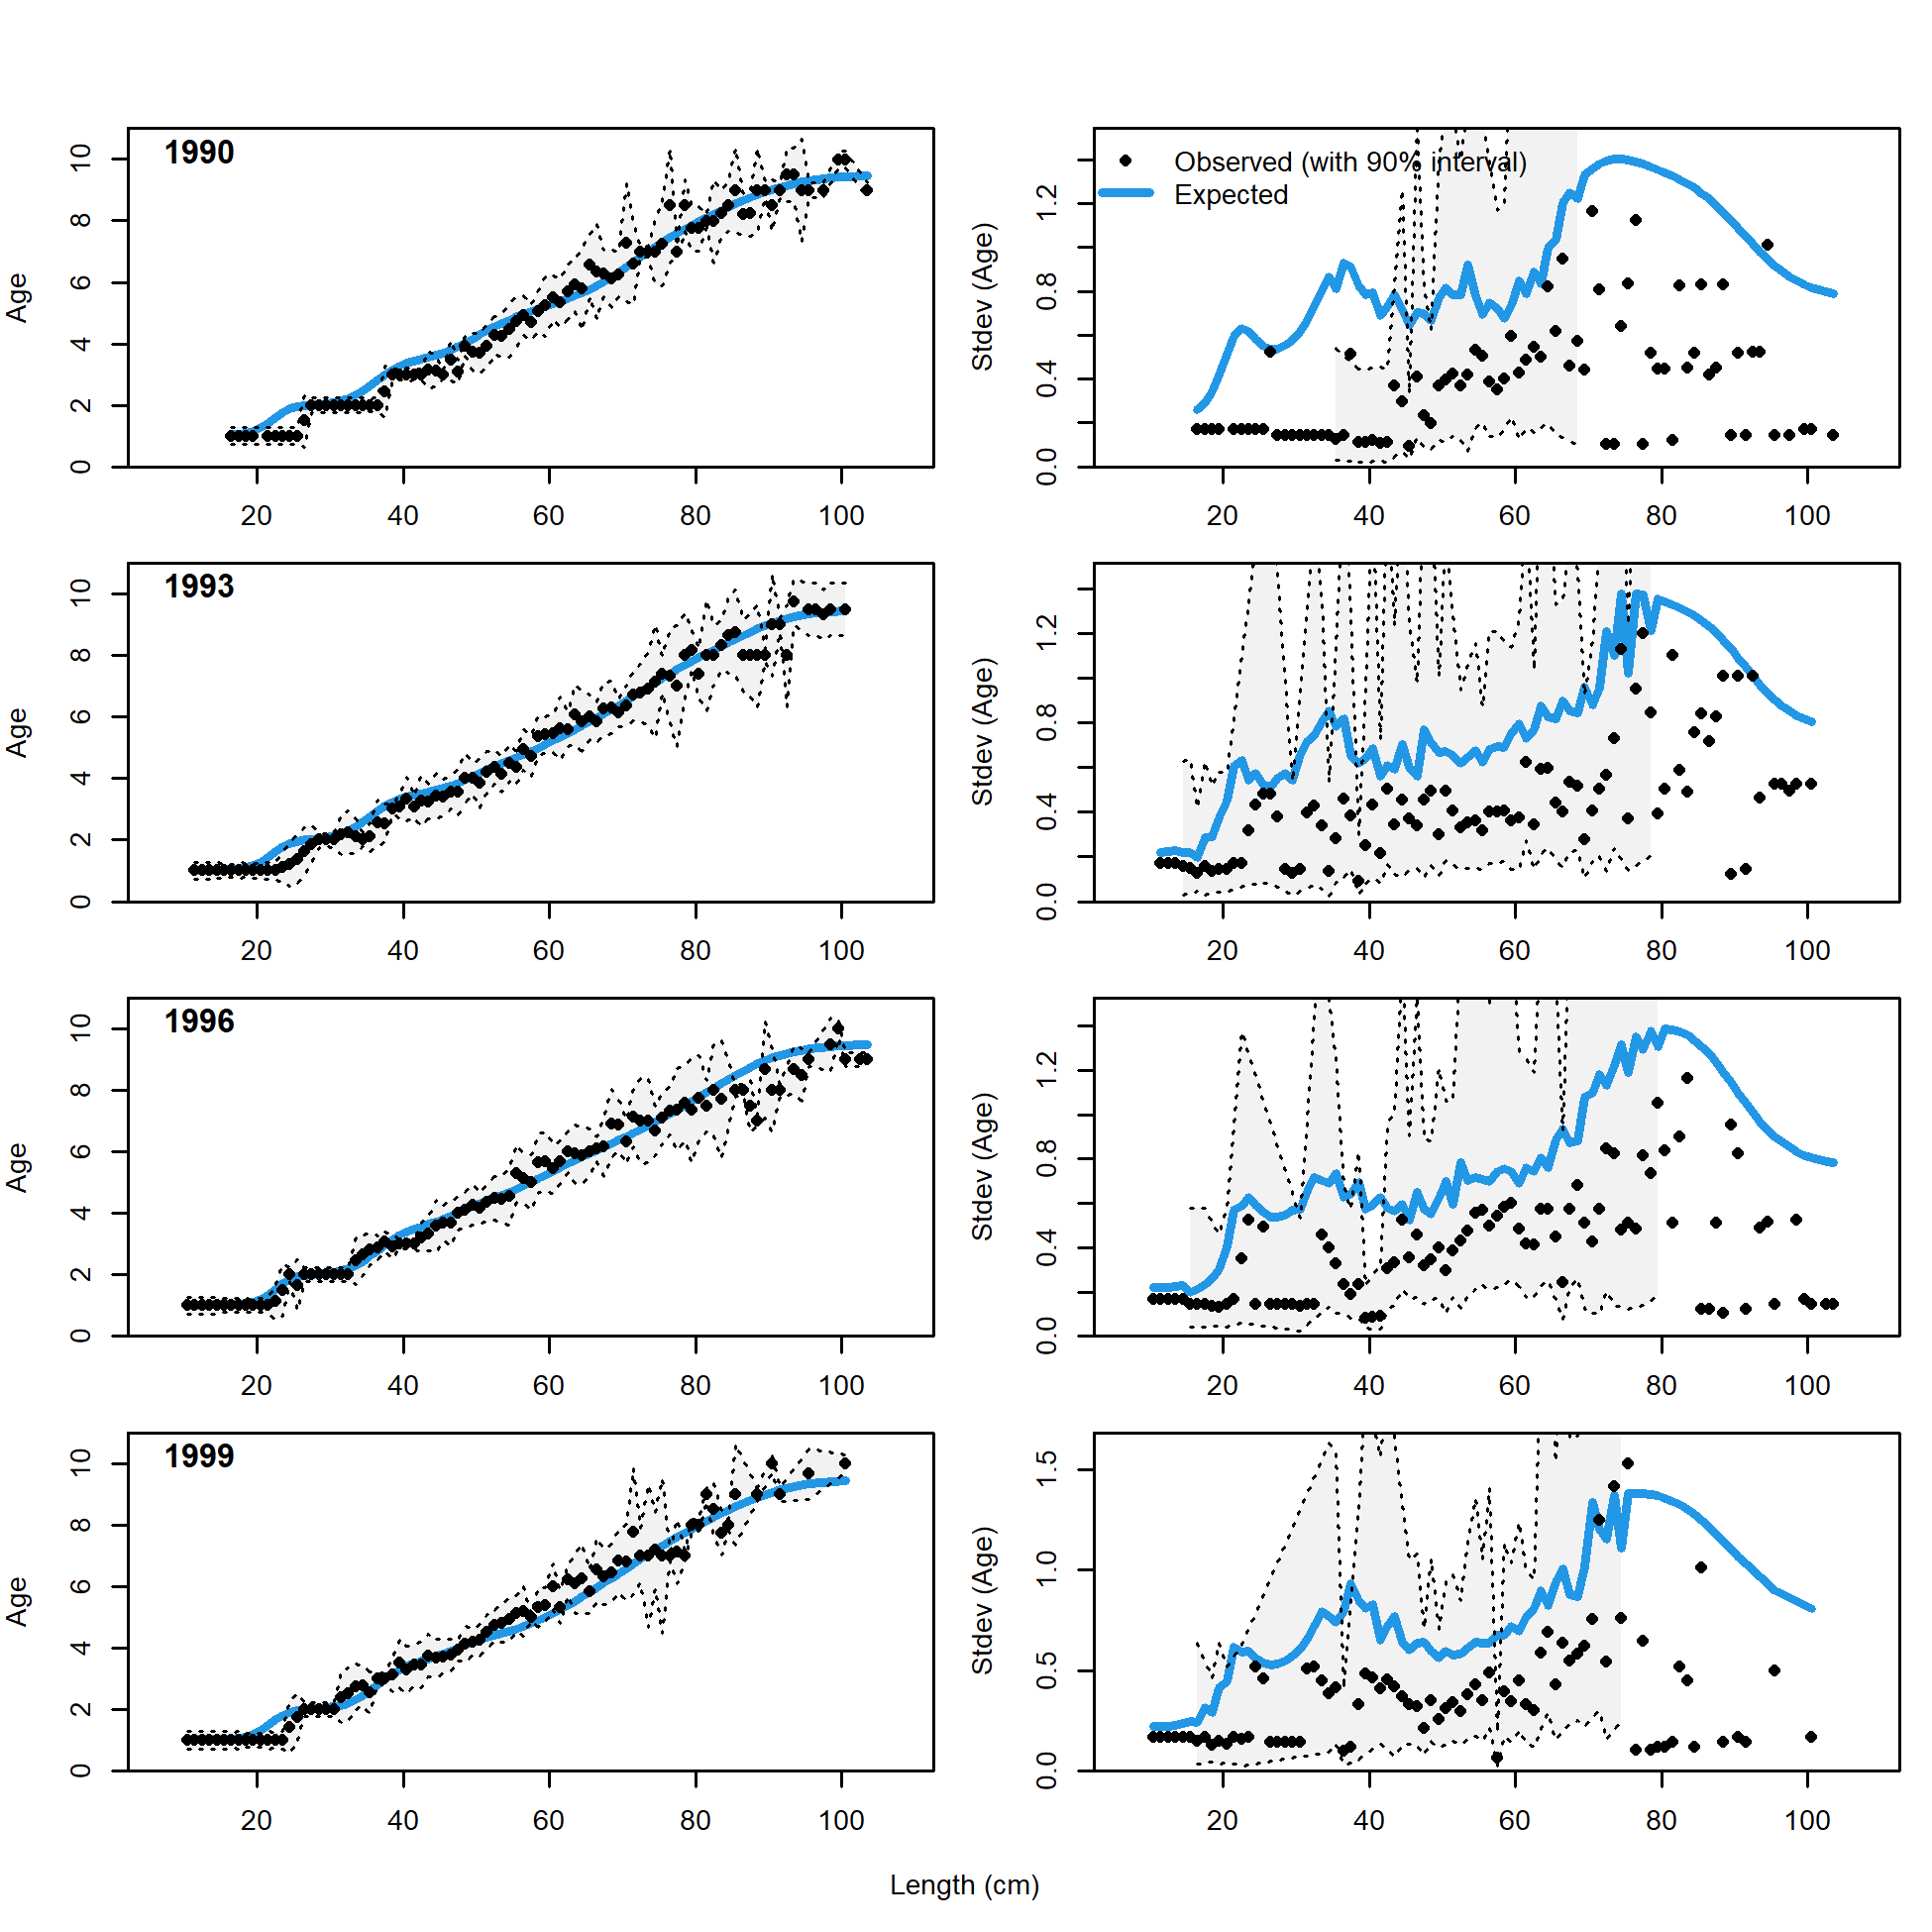 1990
Age
0 2 4 6 8 10
20 40 60 80 100
Observed (with 90% interval)
Expected
Stdev (Age)
0.0 0.4 0.8 1.2
20 40 60 80 100
1993
Age
0 2 4 6 8 10
20 40 60 80 100
Stdev (Age)
0.0 0.4 0.8 1.2
20 40 60 80 100
1996
Age
0 2 4 6 8 10
20 40 60 80 100
Stdev (Age)
0.0 0.4 0.8 1.2
20 40 60 80 100
1999
Age
0 2 4 6 8 10
20 40 60 80 100
Stdev (Age)
0.0 0.5 1.0 1.5
20 40 60 80 100
Length (cm)